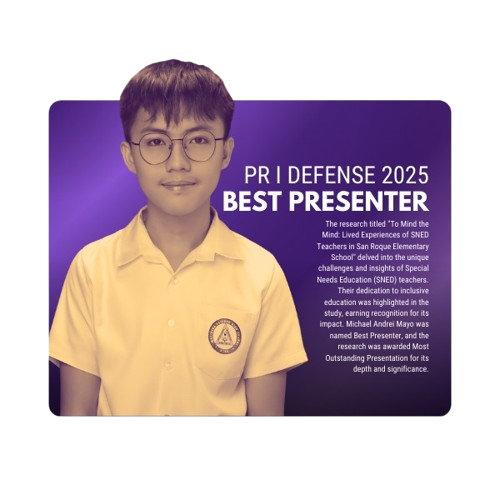 PR I DEFENSE 2025
BEST PRESENTER
The research titled "To Mind the
Mind: Lived Experiences of SNED
Teachers in San Roque Elementary
School" delved into the unique
challenges and insights of Special
Needs Education (SNED) teachers.
Their dedication to inclusive
education was highlighted in the
study, earning recognition for its
impact. Michael Andrei Mayo was
named Best Presenter, and the
research was awarded Most
Outstanding Presentation for its
depth and significance.